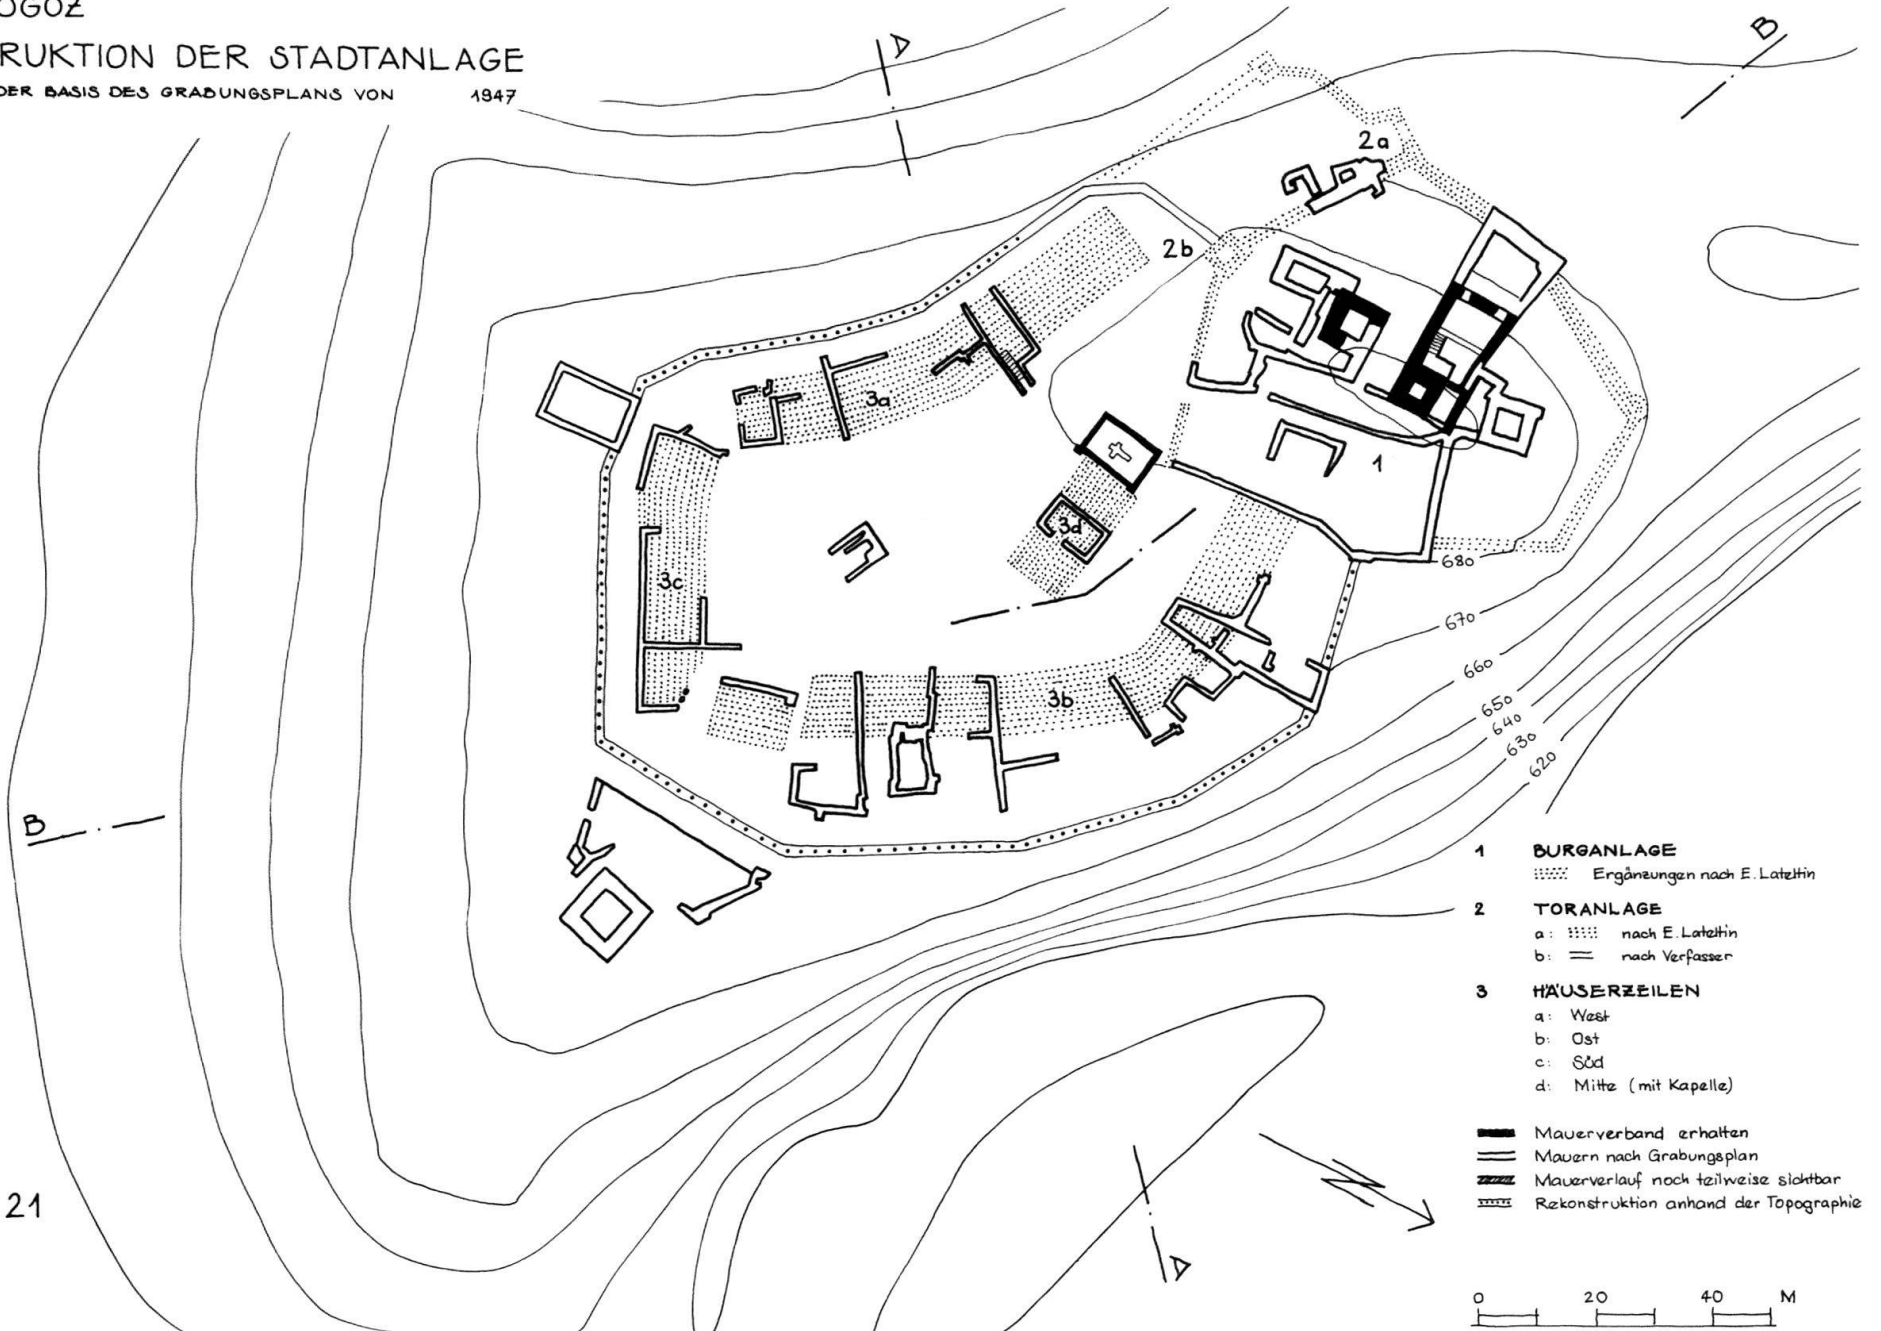 OGOZ
RUKTION DER STADTANLAGE
DER BASIS DES GRABUNGSPLANS VON 1947
A
B
2a
2b
3a
1
3d
3c
3b
680
670
660
650
640
630
620
B
1 BURGANLAGE
Ergänzungen nach E. Lateltin
2 TORANLAGE
a: nach E. Lateltin
b: nach Verfasser
3 HÄUSERZEILEN
a: West
b: Ost
c: Süd
d: Mitte (mit Kapelle)
Mauerverband erhalten
Mauern nach Grabungsplan
Mauerverlauf noch teilweise sichtbar
Rekonstruktion anhand der Topographie
21
N
A
0 20 40 M